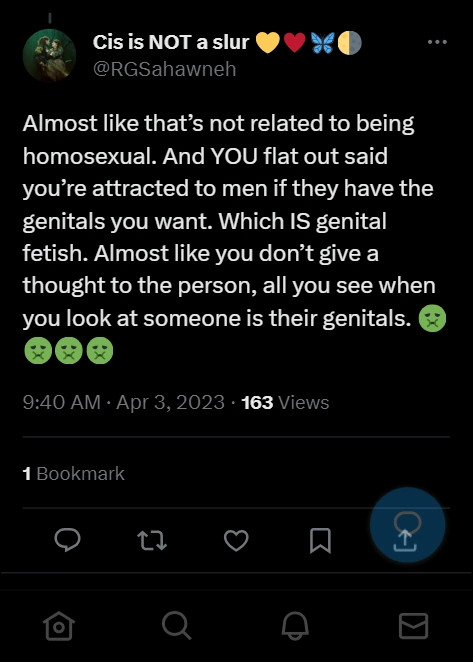 Cis is NOT a slur 💛❤️🦋🌗
@RGSahawneh
Almost like that’s not related to being
homosexual. And YOU flat out said
you’re attracted to men if they have the
genitals you want. Which IS genital
fetish. Almost like you don’t give a
thought to the person, all you see when
you look at someone is their genitals. 🤢
🤢🤢🤢
9:40 AM · Apr 3, 2023 · 163 Views
1 Bookmark